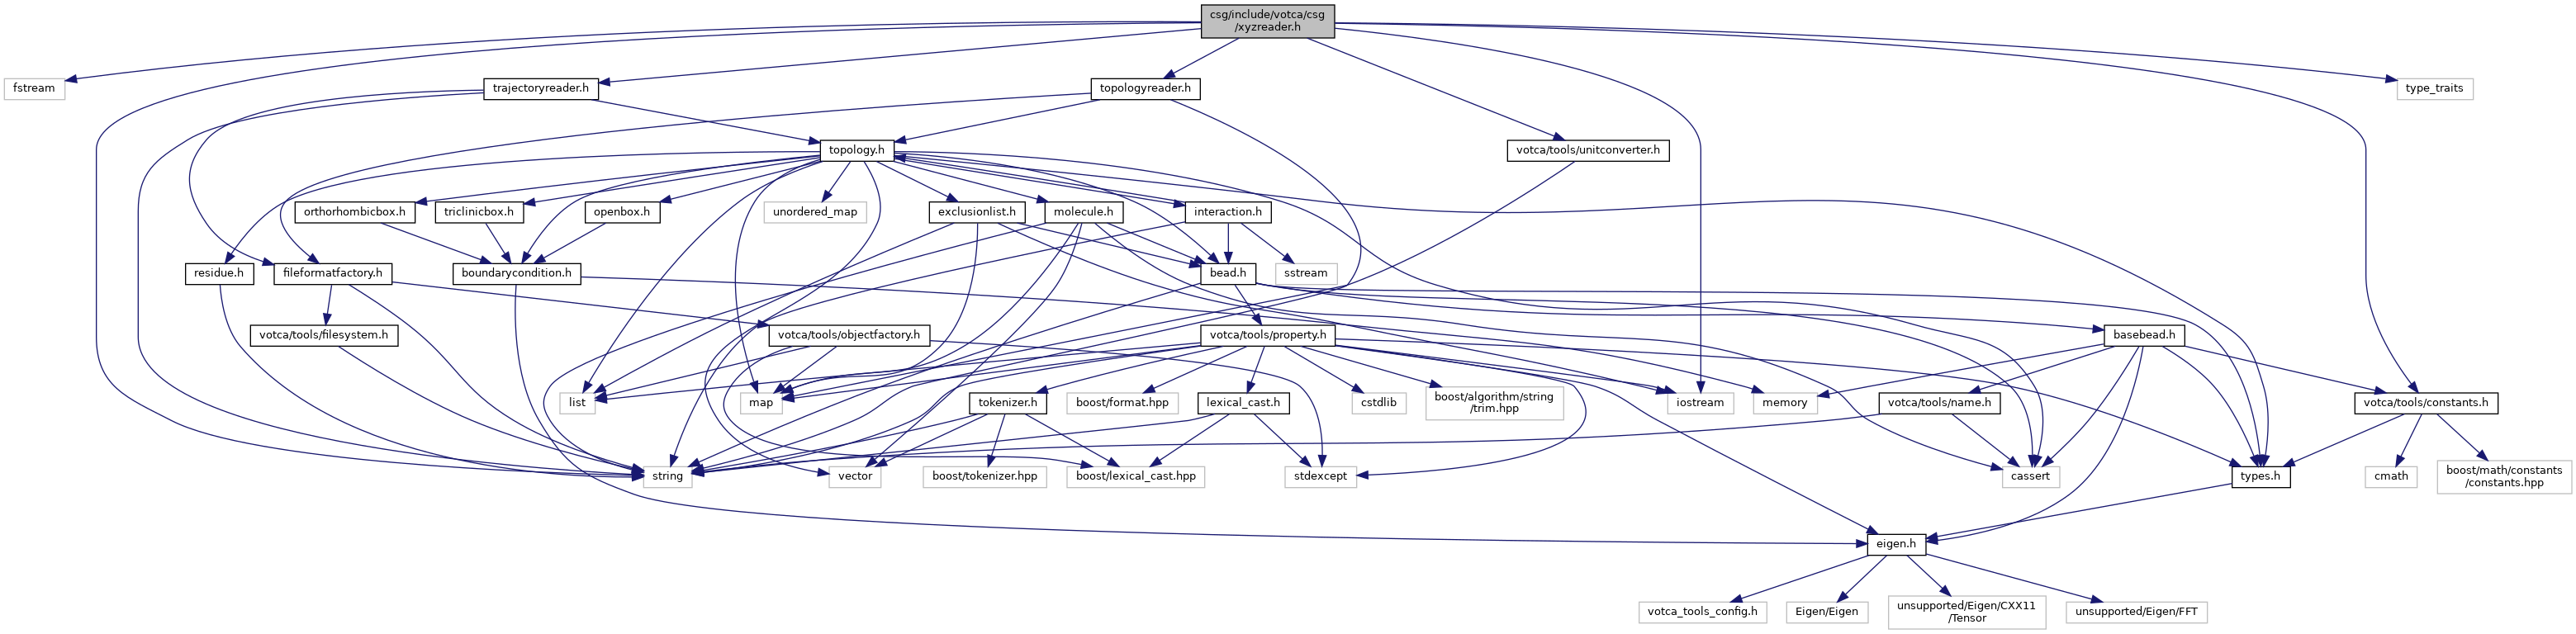 csg/include/votca/csg
/xyzreader.h
fstream
trajectoryreader.h
topologyreader.h
type_traits
topology.h
votca/tools/unitconverter.h
orthorhombicbox.h
triclinicbox.h
openbox.h
unordered_map
exclusionlist.h
molecule.h
interaction.h
residue.h
fileformatfactory.h
boundarycondition.h
bead.h
sstream
votca/tools/filesystem.h
votca/tools/objectfactory.h
votca/tools/property.h
basebead.h
list
map
tokenizer.h
boost/format.hpp
lexical_cast.h
cstdlib
boost/algorithm/string
/trim.hpp
iostream
memory
votca/tools/name.h
votca/tools/constants.h
string
vector
boost/tokenizer.hpp
boost/lexical_cast.hpp
stdexcept
cassert
types.h
cmath
boost/math/constants
/constants.hpp
eigen.h
votca_tools_config.h
Eigen/Eigen
unsupported/Eigen/CXX11
/Tensor
unsupported/Eigen/FFT